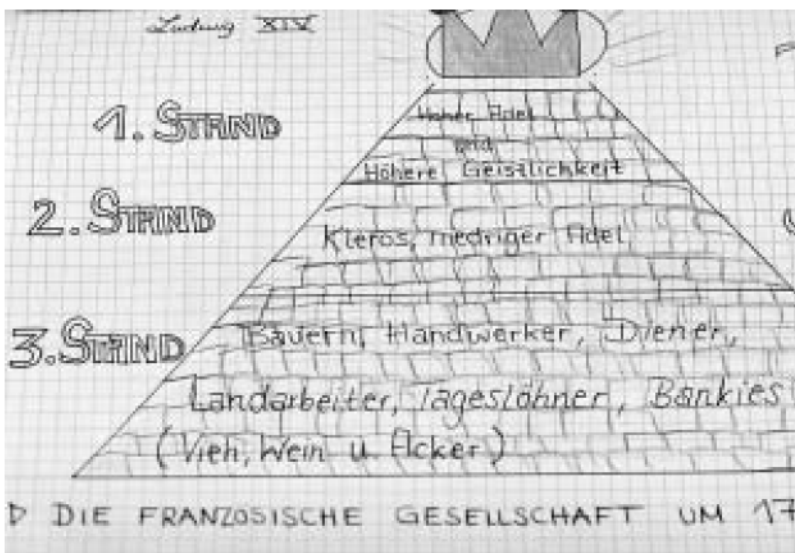 Ludwig XIV
1. STAND
Hoher Adel
und
Höhere Geistlichkeit
2. STAND
Kleros, niedriger Adel
3. STAND
Bauern, Handwerker, Diener,
Landarbeiter, Tageslöhner, Bankies
(Vieh, Wein u. Acker)
DIE FRANZÖSISCHE GESELLSCHAFT UM 17